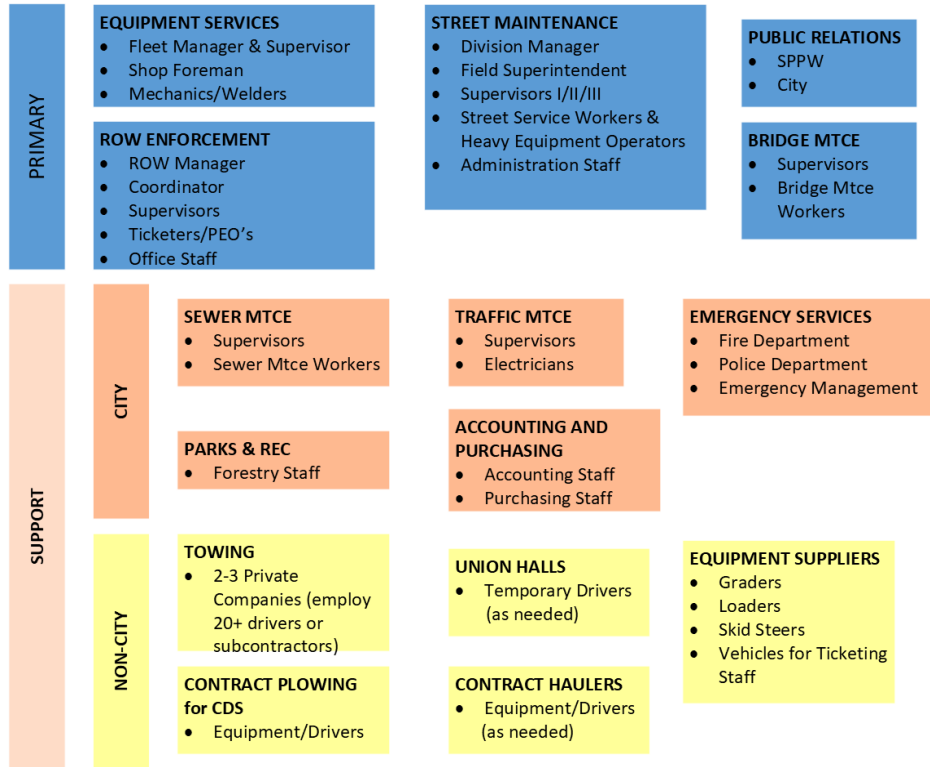 PRIMARY
EQUIPMENT SERVICES
• Fleet Manager & Supervisor
• Shop Foreman
• Mechanics/Welders
ROW ENFORCEMENT
• ROW Manager
• Coordinator
• Supervisors
• Ticketers/PEO’s
• Office Staff
STREET MAINTENANCE
• Division Manager
• Field Superintendent
• Supervisors I/II/III
• Street Service Workers &
Heavy Equipment Operators
• Administration Staff
PUBLIC RELATIONS
• SPPW
• City
BRIDGE MTCE
• Supervisors
• Bridge Mtce
Workers
SUPPORT
CITY
SEWER MTCE
• Supervisors
• Sewer Mtce Workers
TRAFFIC MTCE
• Supervisors
• Electricians
EMERGENCY SERVICES
• Fire Department
• Police Department
• Emergency Management
PARKS & REC
• Forestry Staff
ACCOUNTING AND
PURCHASING
• Accounting Staff
• Purchasing Staff
NON-CITY
TOWING
• 2-3 Private
Companies (employ
20+ drivers or
subcontractors)
UNION HALLS
• Temporary Drivers
(as needed)
EQUIPMENT SUPPLIERS
• Graders
• Loaders
• Skid Steers
• Vehicles for Ticketing
Staff
CONTRACT PLOWING
for CDS
• Equipment/Drivers
CONTRACT HAULERS
• Equipment/Drivers
(as needed)